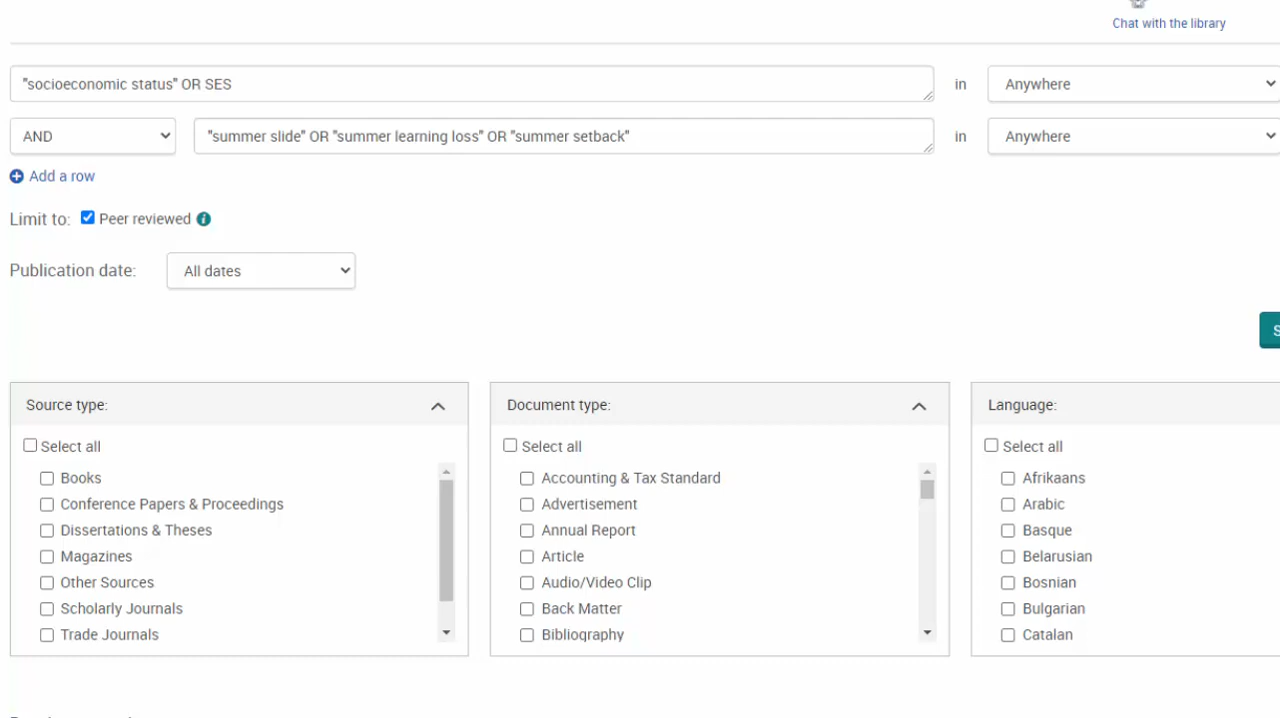 Chat with the library
"socioeconomic status" OR SES in Anywhere
AND "summer slide" OR "summer learning loss" OR "summer setback" in Anywhere
Add a row
Limit to: Peer reviewed
Publication date: All dates
Source type: Document type: Language:
Select all Select all Select all
Books Accounting & Tax Standard Afrikaans
Conference Papers & Proceedings Advertisement Arabic
Dissertations & Theses Annual Report Basque
Magazines Article Belarusian
Other Sources Audio/Video Clip Bosnian
Scholarly Journals Back Matter Bulgarian
Trade Journals Bibliography Catalan